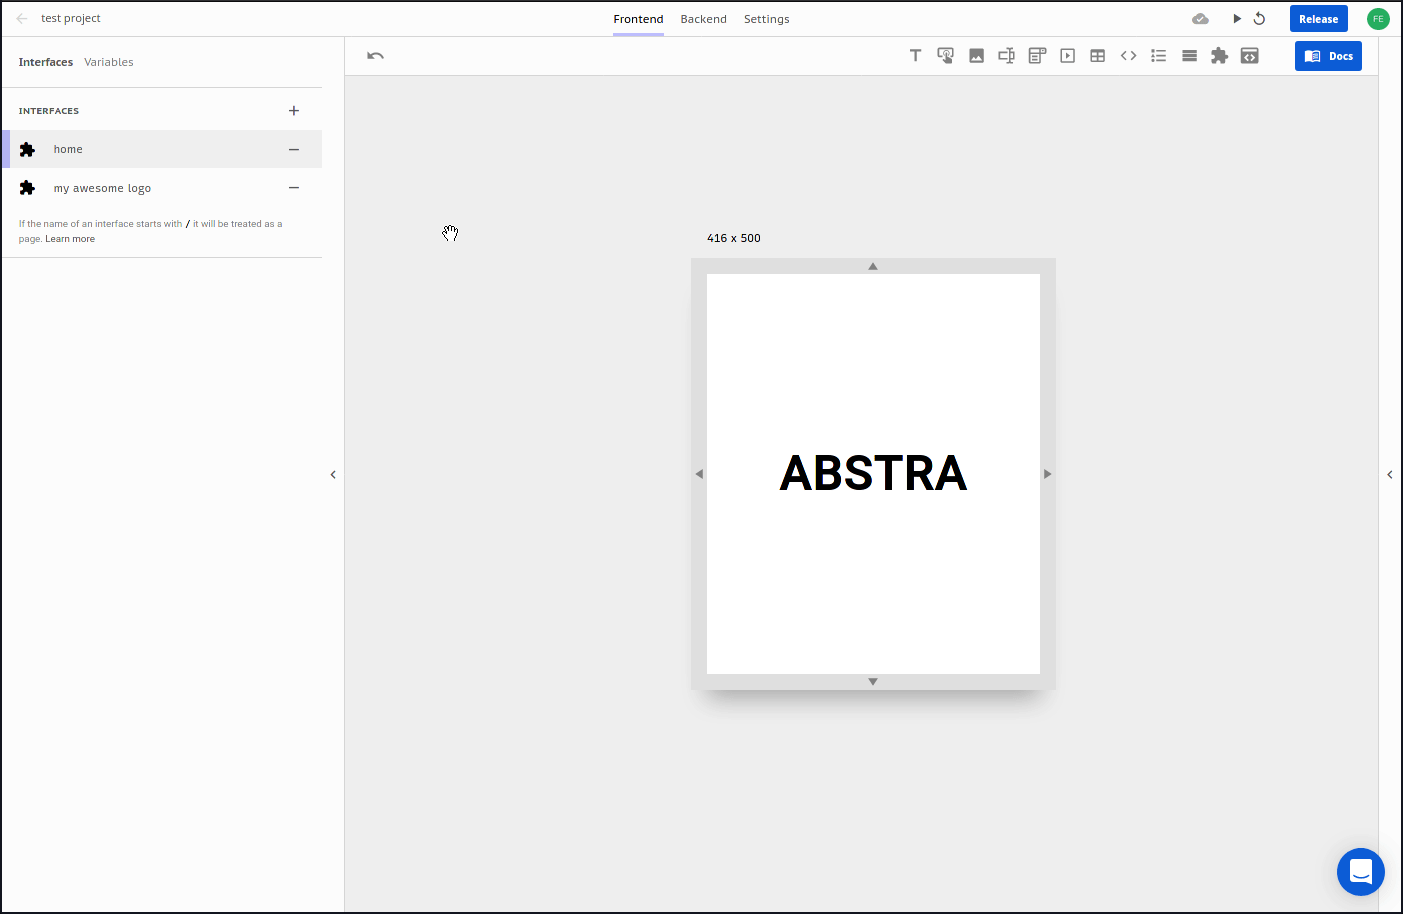 test project
Frontend Backend Settings
Release
FE
Interfaces Variables
T
Docs
INTERFACES
home
my awesome logo
If the name of an interface starts with / it will be treated as a
page. Learn more
416 x 500
ABSTRA